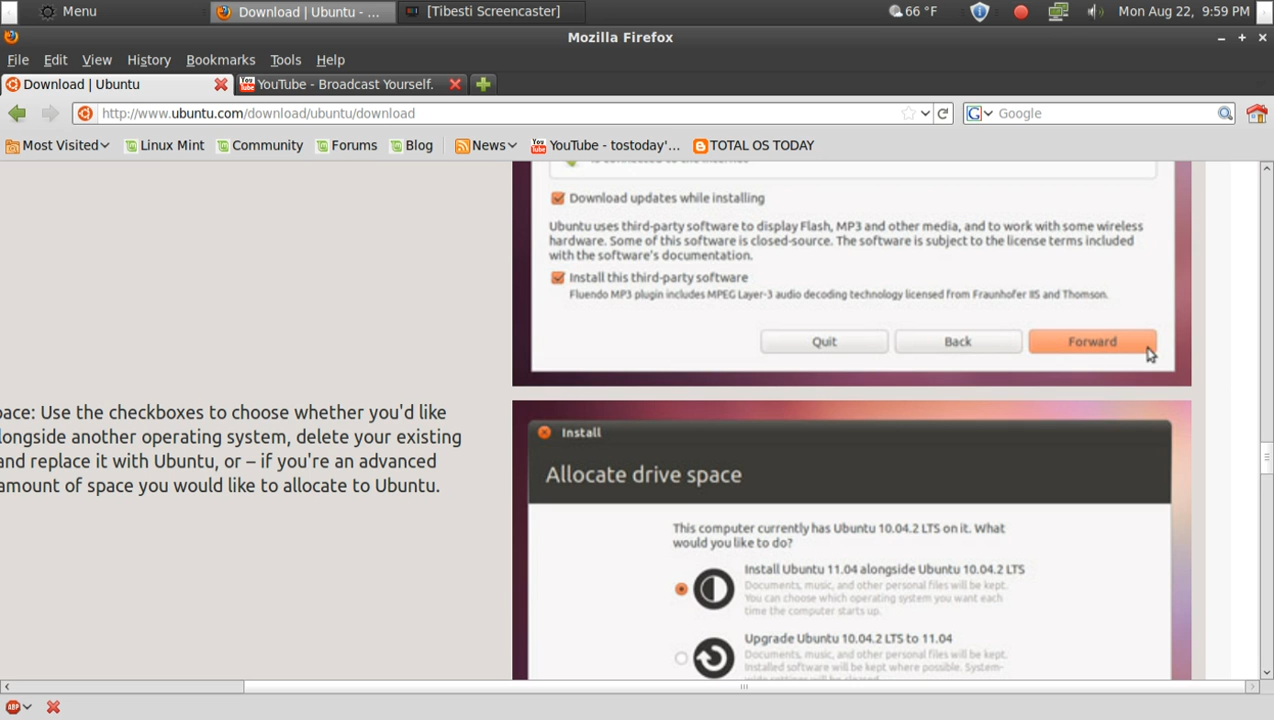 Menu
Download | Ubuntu - ...
[Tibesti Screencaster]
66 °F
Mon Aug 22, 9:59 PM
Mozilla Firefox
File Edit View History Bookmarks Tools Help
Download | Ubuntu
You Tube
YouTube - Broadcast Yourself.
http://www.ubuntu.com/download/ubuntu/download
Google
Most Visited
Linux Mint
Community
Forums
Blog
News
YouTube - tostoday'...
TOTAL OS TODAY
Download updates while installing
Ubuntu uses third-party software to display Flash, MP3 and other media, and to work with some wireless
hardware. Some of this software is closed-source. The software is subject to the license terms included
with the software's documentation.
Install this third-party software
Fluendo MP3 plugin includes MPEG Layer-3 audio decoding technology licensed from Fraunhofer IIS and Thomson.
Quit
Back
Forward
pace: Use the checkboxes to choose whether you'd like
longside another operating system, delete your existing
and replace it with Ubuntu, or – if you're an advanced
amount of space you would like to allocate to Ubuntu.
Install
Allocate drive space
This computer currently has Ubuntu 10.04.2 LTS on it. What
would you like to do?
Install Ubuntu 11.04 alongside Ubuntu 10.04.2 LTS
Documents, music, and other personal files will be kept.
You can choose which operating system you want each
time the computer starts up.
Upgrade Ubuntu 10.04.2 LTS to 11.04
Documents, music, and other personal files will be kept.
Installed software will be kept where possible. System-
ABP